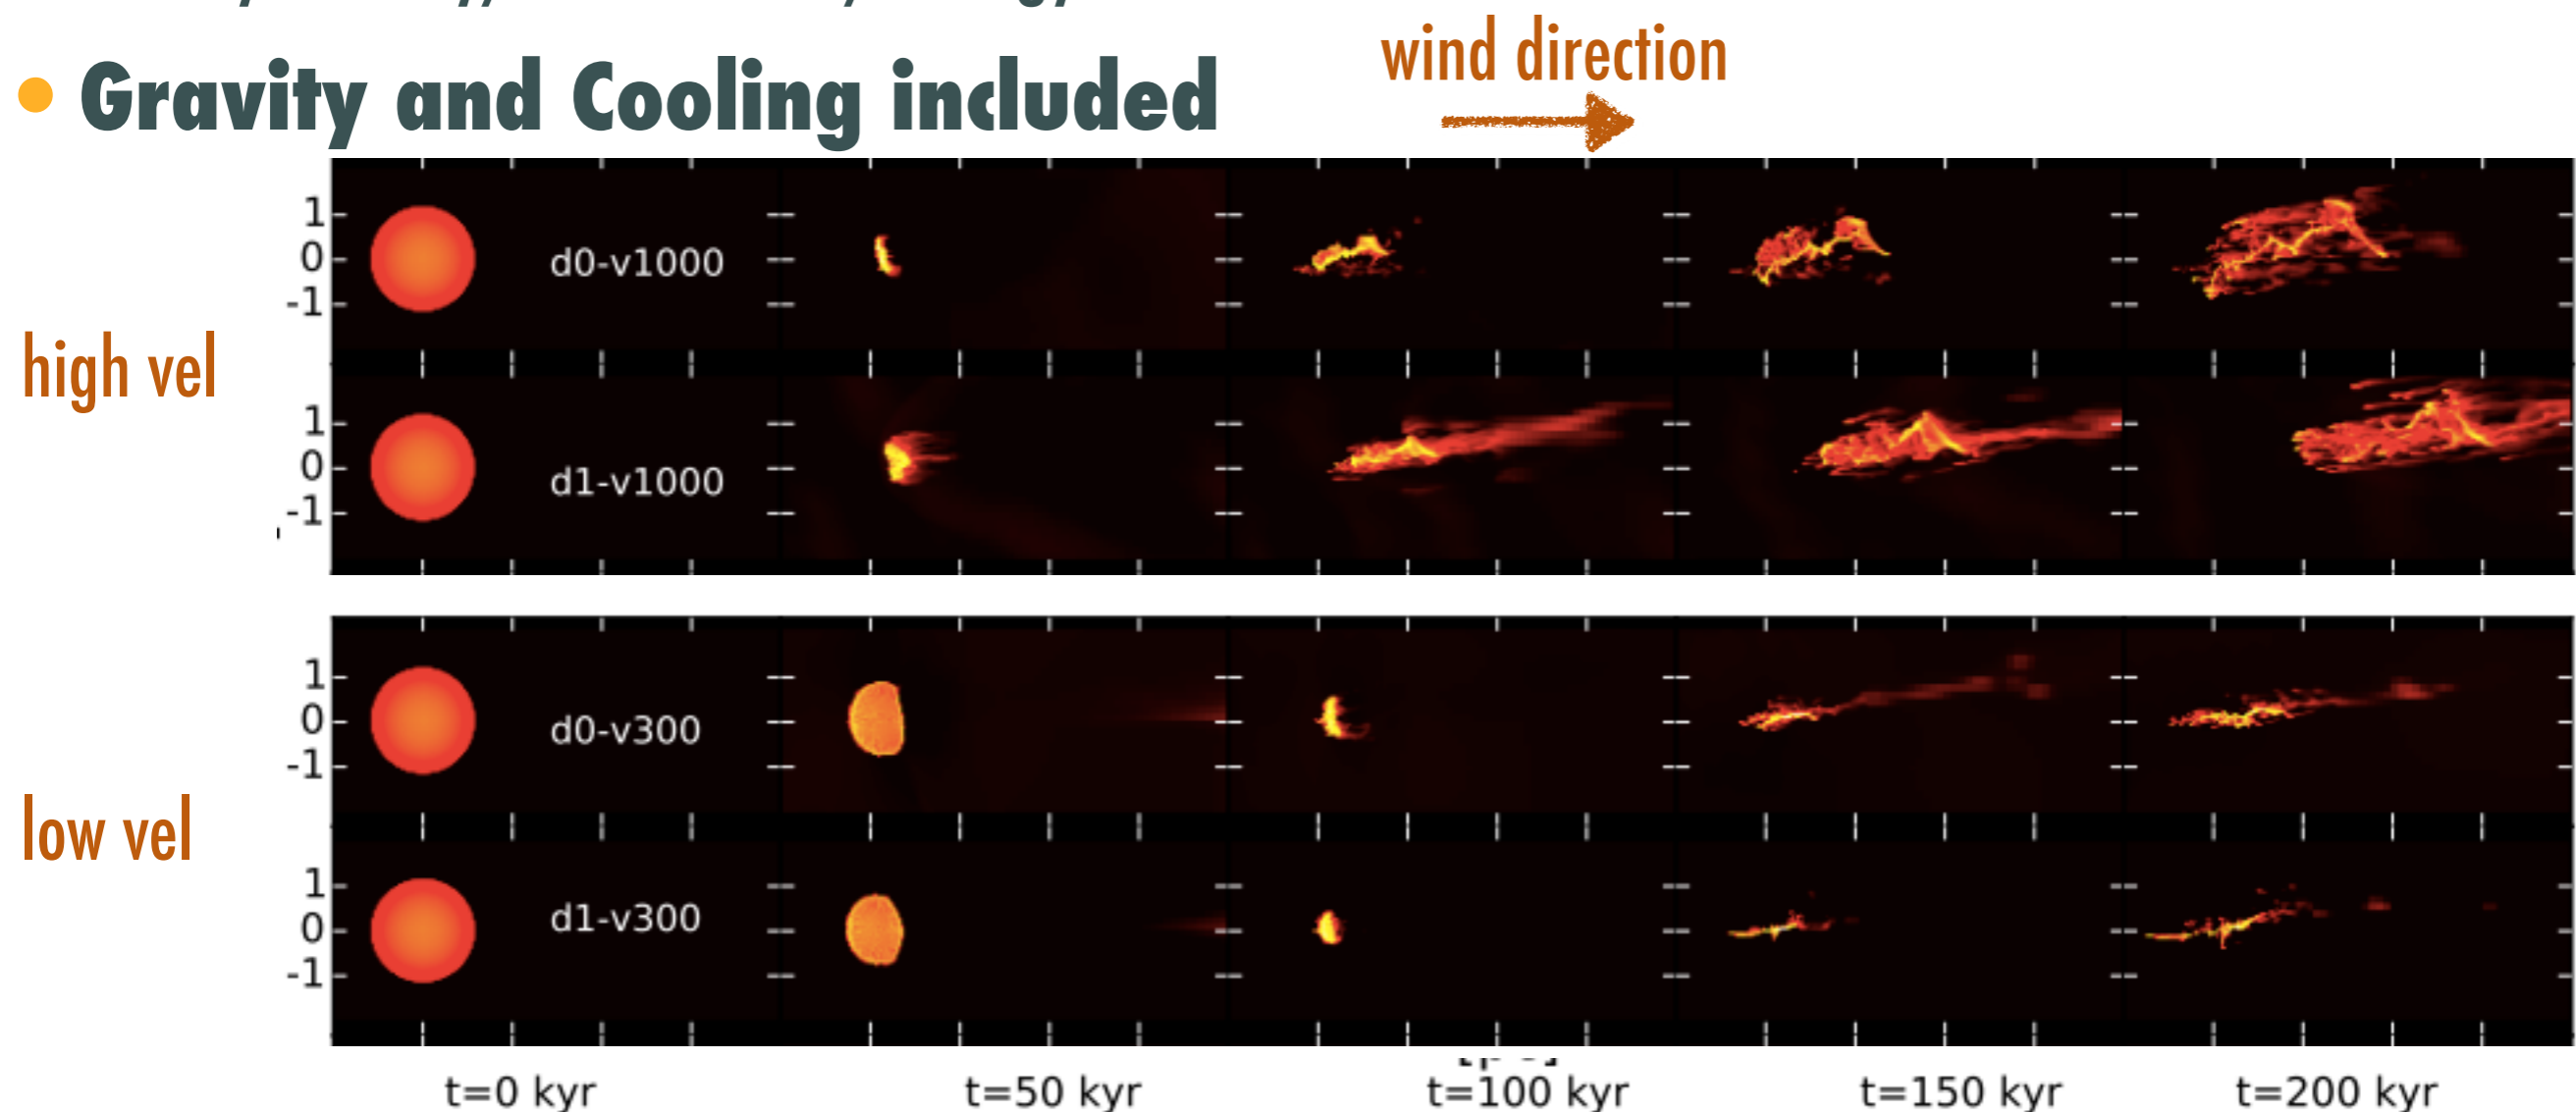 • Gravity and Cooling included
wind direction
high vel
1
0
-1
d0-v1000
1
0
-1
d1-v1000
low vel
1
0
-1
d0-v300
1
0
-1
d1-v300
t=0 kyr
t=50 kyr
t=100 kyr
t=150 kyr
t=200 kyr